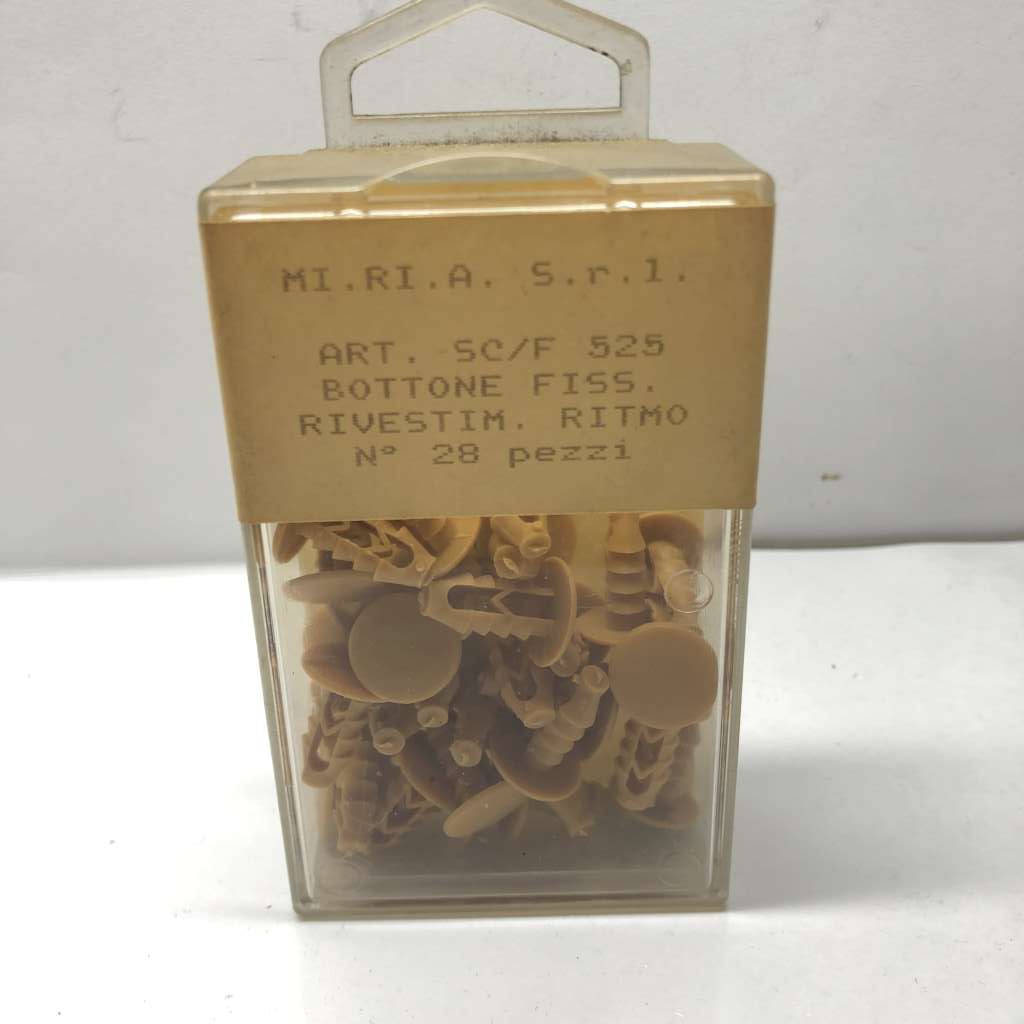 MI.RI.A. S.r.l.
ART. SC/F 525
BOTTONE FISS.
RIVESTIM. RITMO
N° 28 pezzi